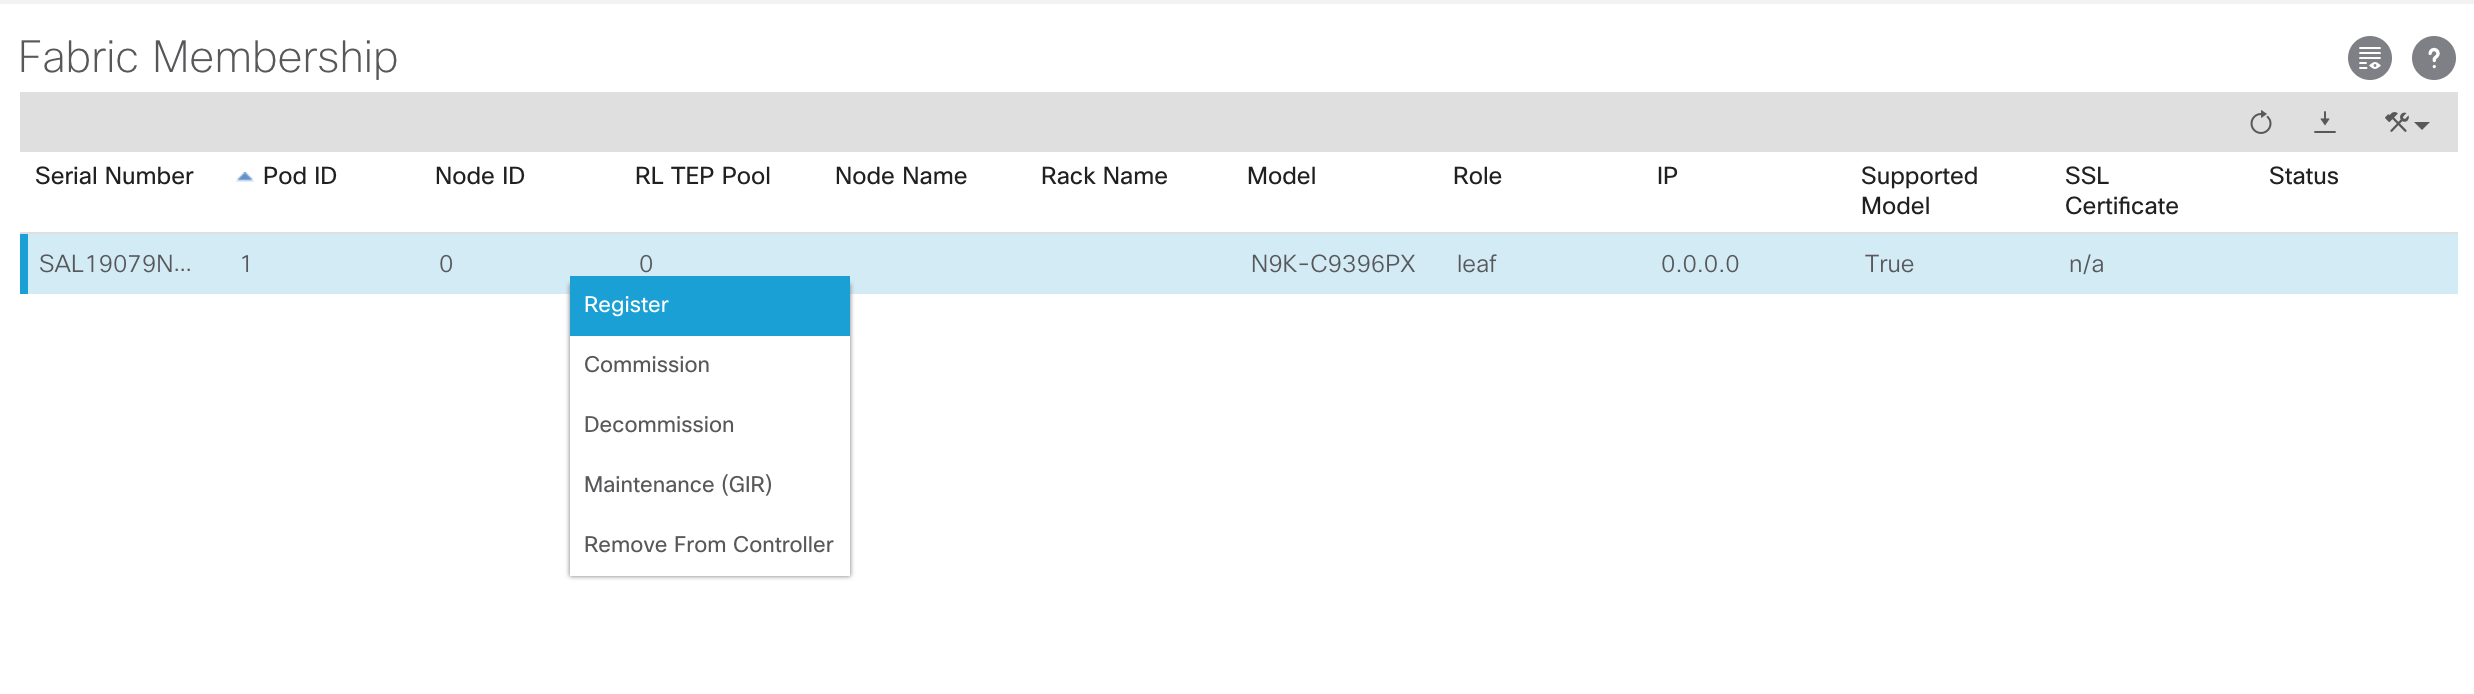 Fabric Membership
?
Serial Number Pod ID Node ID RL TEP Pool Node Name Rack Name Model Role IP Supported Model SSL Certificate Status
SAL19079N... 1 0 0 N9K-C9396PX leaf 0.0.0.0 True n/a
Register
Commission
Decommission
Maintenance (GIR)
Remove From Controller